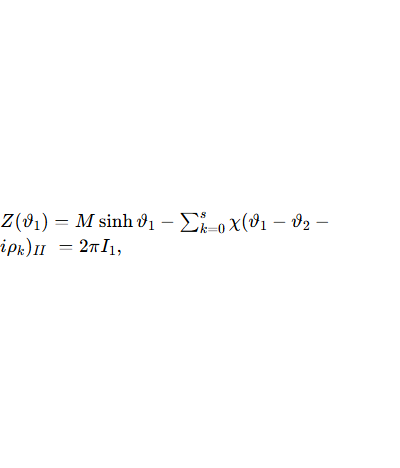 Z(ϑ₁) = M sinh ϑ₁ − ∑ₖ₌₀ˢ χ(ϑ₁ − ϑ₂ −
iρₖ)_{II} = 2πI₁,